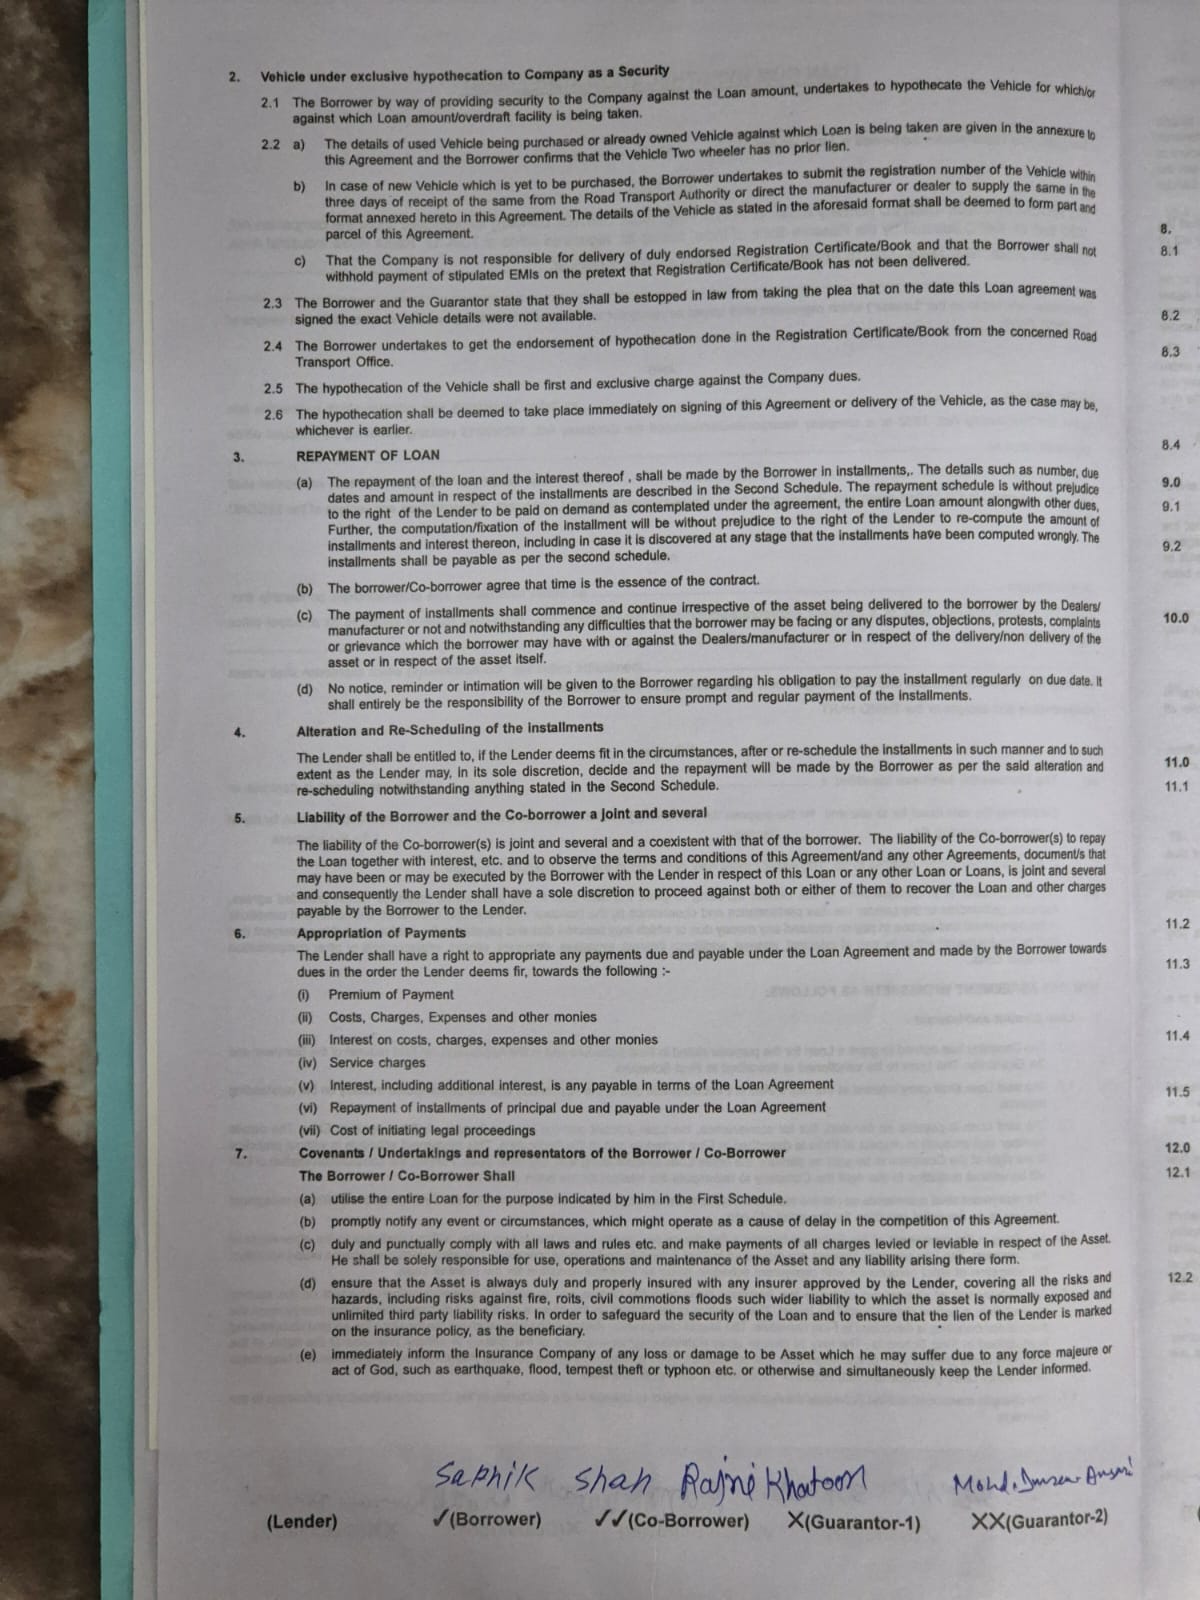 2. Vehicle under exclusive hypothecation to Company as a Security
2.1 The Borrower by way of providing security to the Company against the Loan amount, undertakes to hypothecate the Vehicle for which/or
against which Loan amount/overdraft facility is being taken.
2.2 a) The details of used Vehicle being purchased or already owned Vehicle against which Loan is being taken are given in the annexure to
this Agreement and the Borrower confirms that the Vehicle Two wheeler has no prior lien.
b) In case of new Vehicle which is yet to be purchased, the Borrower undertakes to submit the registration number of the Vehicle within
three days of receipt of the same from the Road Transport Authority or direct the manufacturer or dealer to supply the same in the
format annexed hereto in this Agreement. The details of the Vehicle as stated in the aforesaid format shall be deemed to form part and
parcel of this Agreement.
c) That the Company is not responsible for delivery of duly endorsed Registration Certificate/Book and that the Borrower shall not
withhold payment of stipulated EMIs on the pretext that Registration Certificate/Book has not been delivered.
2.3 The Borrower and the Guarantor state that they shall be estopped in law from taking the plea that on the date this Loan agreement was
signed the exact Vehicle details were not available.
2.4 The Borrower undertakes to get the endorsement of hypothecation done in the Registration Certificate/Book from the concerned Road
Transport Office.
2.5 The hypothecation of the Vehicle shall be first and exclusive charge against the Company dues.
2.6 The hypothecation shall be deemed to take place immediately on signing of this Agreement or delivery of the Vehicle, as the case may be,
whichever is earlier.
3. REPAYMENT OF LOAN
(a) The repayment of the loan and the interest thereof , shall be made by the Borrower in installments,. The details such as number, due
dates and amount in respect of the installments are described in the Second Schedule. The repayment schedule is without prejudice
to the right of the Lender to be paid on demand as contemplated under the agreement, the entire Loan amount alongwith other dues,
Further, the computation/fixation of the installment will be without prejudice to the right of the Lender to re-compute the amount of
installments and interest thereon, including in case it is discovered at any stage that the installments have been computed wrongly. The
installments shall be payable as per the second schedule.
(b) The borrower/Co-borrower agree that time is the essence of the contract.
(c) The payment of installments shall commence and continue irrespective of the asset being delivered to the borrower by the Dealers/
manufacturer or not and notwithstanding any difficulties that the borrower may be facing or any disputes, objections, protests, complaints
or grievance which the borrower may have with or against the Dealers/manufacturer or in respect of the delivery/non delivery of the
asset or in respect of the asset itself.
(d) No notice, reminder or intimation will be given to the Borrower regarding his obligation to pay the installment regularly on due date. It
shall entirely be the responsibility of the Borrower to ensure prompt and regular payment of the installments.
4. Alteration and Re-Scheduling of the installments
The Lender shall be entitled to, if the Lender deems fit in the circumstances, after or re-schedule the installments in such manner and to such
extent as the Lender may, in its sole discretion, decide and the repayment will be made by the Borrower as per the said alteration and
re-scheduling notwithstanding anything stated in the Second Schedule.
5. Liability of the Borrower and the Co-borrower a joint and several
The liability of the Co-borrower(s) is joint and several and a coexistent with that of the borrower. The liability of the Co-borrower(s) to repay
the Loan together with interest, etc. and to observe the terms and conditions of this Agreement/and any other Agreements, document/s that
may have been or may be executed by the Borrower with the Lender in respect of this Loan or any other Loan or Loans, is joint and several
and consequently the Lender shall have a sole discretion to proceed against both or either of them to recover the Loan and other charges
payable by the Borrower to the Lender.
6. Appropriation of Payments
The Lender shall have a right to appropriate any payments due and payable under the Loan Agreement and made by the Borrower towards
dues in the order the Lender deems fir, towards the following :-
(i) Premium of Payment
(ii) Costs, Charges, Expenses and other monies
(iii) Interest on costs, charges, expenses and other monies
(iv) Service charges
(v) Interest, including additional interest, is any payable in terms of the Loan Agreement
(vi) Repayment of installments of principal due and payable under the Loan Agreement
(vii) Cost of initiating legal proceedings
7. Covenants / Undertakings and representators of the Borrower / Co-Borrower
The Borrower / Co-Borrower Shall
(a) utilise the entire Loan for the purpose indicated by him in the First Schedule.
(b) promptly notify any event or circumstances, which might operate as a cause of delay in the competition of this Agreement.
(c) duly and punctually comply with all laws and rules etc. and make payments of all charges levied or leviable in respect of the Asset.
He shall be solely responsible for use, operations and maintenance of the Asset and any liability arising there form.
(d) ensure that the Asset is always duly and properly insured with any insurer approved by the Lender, covering all the risks and
hazards, including risks against fire, roits, civil commotions floods such wider liability to which the asset is normally exposed and
unlimited third party liability risks. In order to safeguard the security of the Loan and to ensure that the lien of the Lender is marked
on the insurance policy, as the beneficiary.
(e) immediately inform the Insurance Company of any loss or damage to be Asset which he may suffer due to any force majeure or
act of God, such as earthquake, flood, tempest theft or typhoon etc. or otherwise and simultaneously keep the Lender informed.
Saphik Shah Rajni Khatoon Mohd. Ansari
(Lender) ✓(Borrower) ✓✓(Co-Borrower) X(Guarantor-1) XX(Guarantor-2)
8.
8.1
8.2
8.3
8.4
9.0
9.1
9.2
10.0
11.0
11.1
11.2
11.3
11.4
11.5
12.0
12.1
12.2